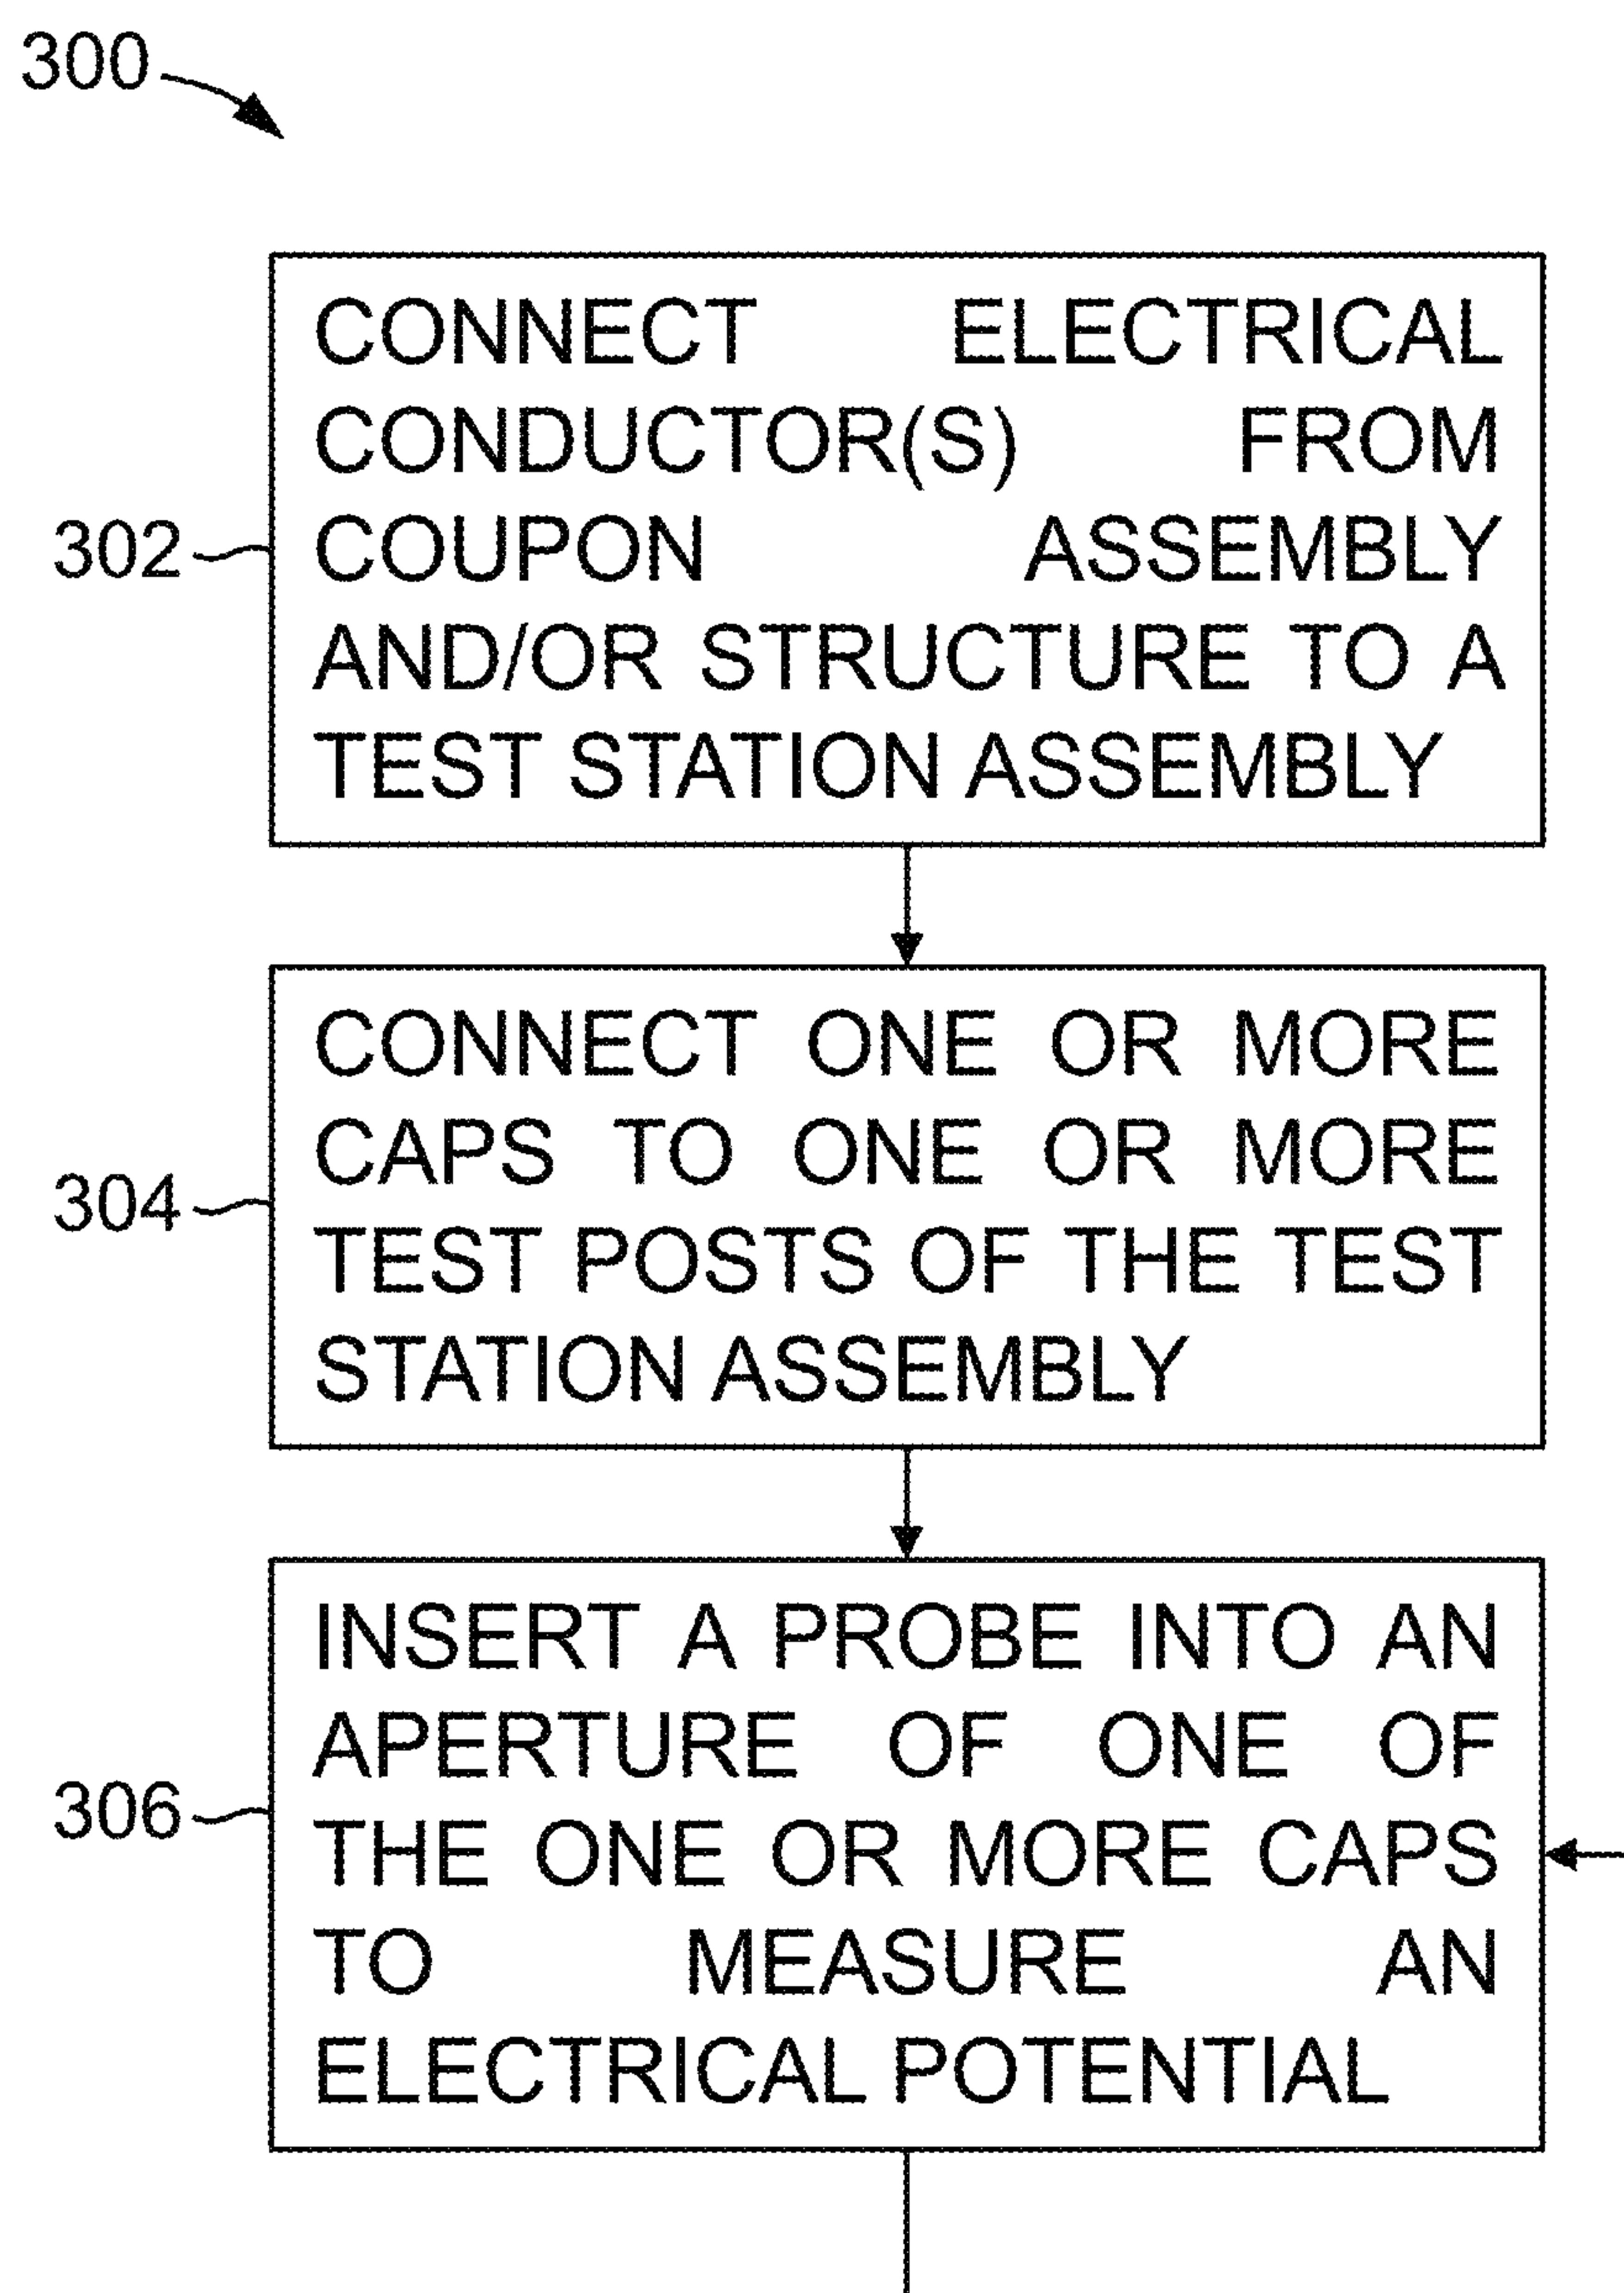 300
CONNECT ELECTRICAL
CONDUCTOR(S) FROM
COUPON ASSEMBLY
AND/OR STRUCTURE TO A
TEST STATION ASSEMBLY
302
CONNECT ONE OR MORE
CAPS TO ONE OR MORE
TEST POSTS OF THE TEST
STATION ASSEMBLY
304
INSERT A PROBE INTO AN
APERTURE OF ONE OF
THE ONE OR MORE CAPS
TO MEASURE AN
ELECTRICAL POTENTIAL
306